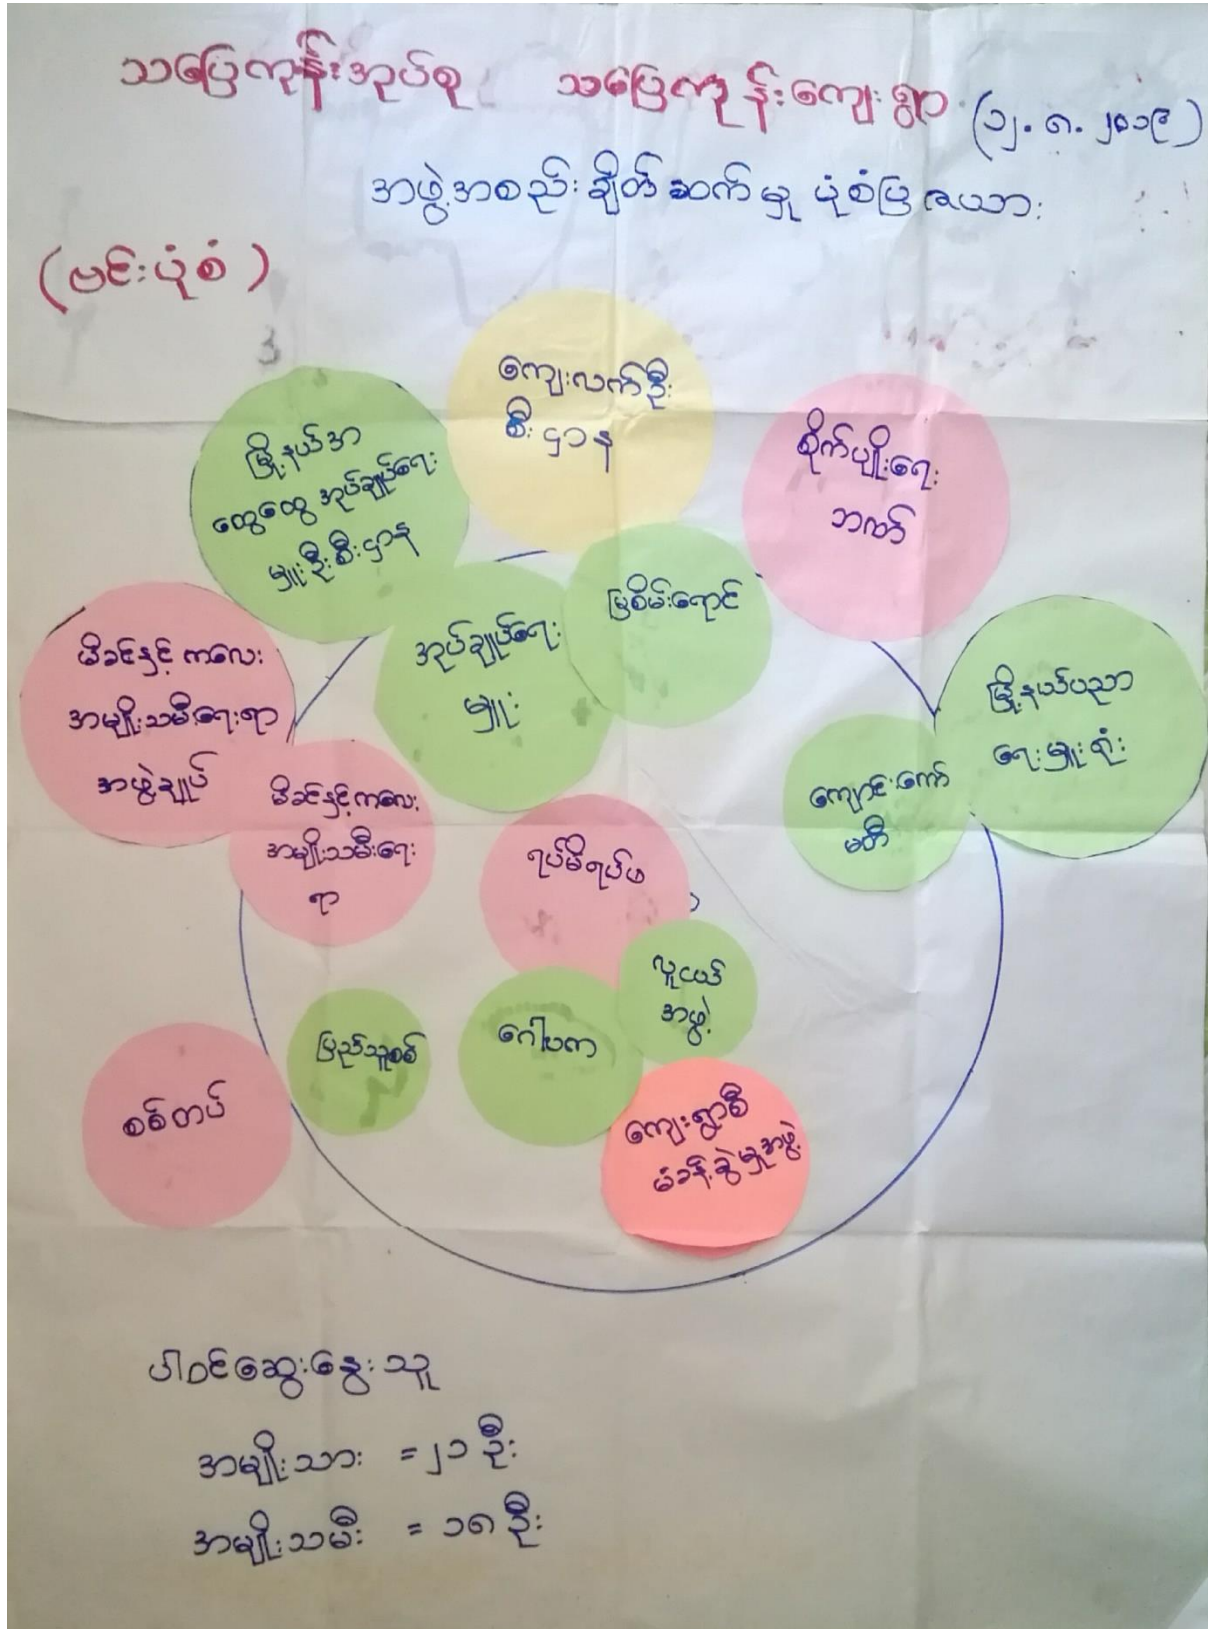 သပြေကုန်းအုပ်စု သပြေကုန်းကျေးရွာ (၁၂.၈.၂၀၁၉)
အဖွဲ့အစည်းချိတ်ဆက်မှု ပုံစံပြဇယား
(ဗင်းပုံစံ)
ကျေးလက်ဦး
စီးဌာန
မြို့နယ်အ
ထွေထွေအုပ်ချုပ်ရေး
မှူးဦးစီးဌာန
စိုက်ပျိုးရေး
ဘဏ်
မြစိမ်းရောင်
အုပ်ချုပ်ရေး
မှူး
မိခင်နှင့်ကလေး
အမျိုးသမီးရေးရာ
အဖွဲ့ချုပ်
မြို့နယ်ပညာ
ရေးမှူးရုံး
ကျောင်းကော်
မတီ
မိခင်နှင့်ကလေး
အမျိုးသမီးရေး
ရာ
ရပ်မိရပ်ဖ
လူငယ်
အဖွဲ့
ပြည်သူ့စစ်
ဂေါပက
စစ်တပ်
ကျေးရွာစီ
မံခန့်ခွဲမှုအဖွဲ့
ပါဝင်ဆွေးနွေးသူ
အမျိုးသား = ၂၁ ဦး
အမျိုးသမီး = ၁၈ ဦး